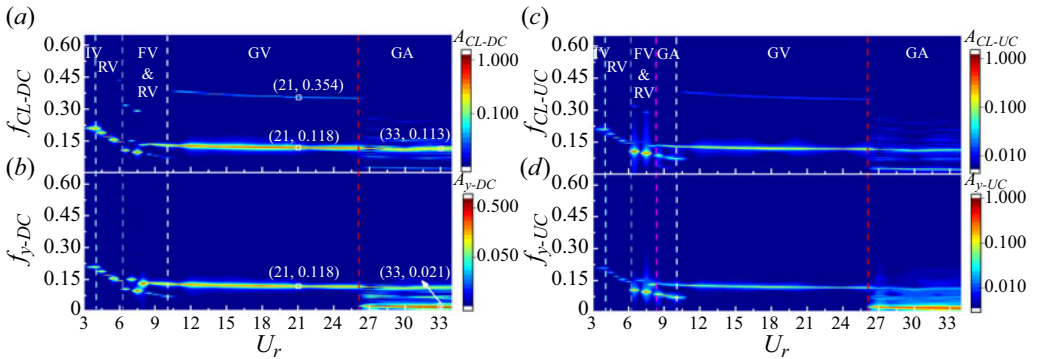 (a)
0.60
0.45
0.30
0.15
f_CL-DC
IV
RV
FV
&
RV
GV
GA
(21, 0.354)
(21, 0.118)
(33, 0.113)
A_CL-DC
1.000
0.100
(b)
0.60
0.45
0.30
0.15
0
f_y-DC
(21, 0.118)
(33, 0.021)
A_y-DC
0.500
0.050
3 6 9 12 15 18 21 24 27 30 33
U_r
(c)
0.60
0.45
0.30
0.15
f_CL-UC
IV
RV
FV
&
RV
GA
GV
GA
A_CL-UC
1.000
0.100
0.010
(d)
0.60
0.45
0.30
0.15
0
f_y-UC
A_y-UC
1.000
0.100
0.010
3 6 9 12 15 18 21 24 27 30 33
U_r